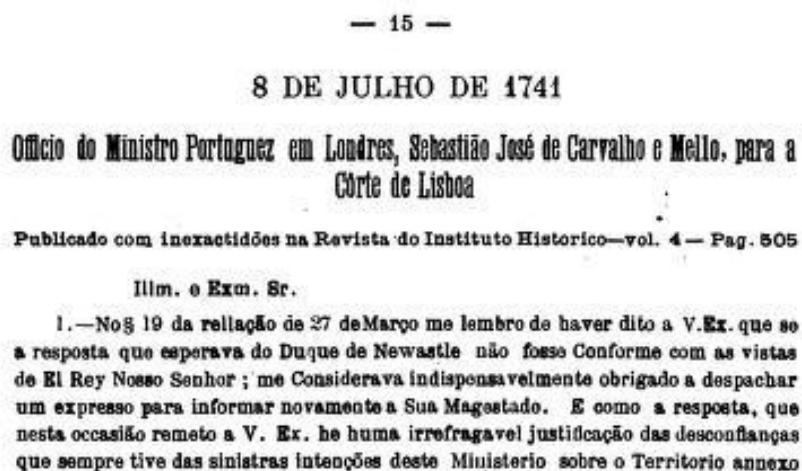 — 15 —
8 DE JULHO DE 1741
Officio do Ministro Portuguez em Londres, Sebastião José de Carvalho e Mello, para a
Côrte de Lisboa
Publicado com inexactidões na Revista do Instituto Historico—vol. 4 — Pag. 505
Illm. e Exm. Sr.
1.—No § 19 da rellação de 27 de Março me lembro de haver dito a V. Ex. que se
a resposta que esperava do Duque de Newastle não fosse Conforme com as vistas
de El Rey Nosso Senhor ; me Considerava indispensavelmente obrigado a despachar
um expresso para informar novamente a Sua Magestade. E como a resposta, que
nesta occasião remeto a V. Ex. he huma irrefragavel justificação das desconfianças
que sempre tive das sinistras intenções deste Ministerio sobre o Territorio annexo